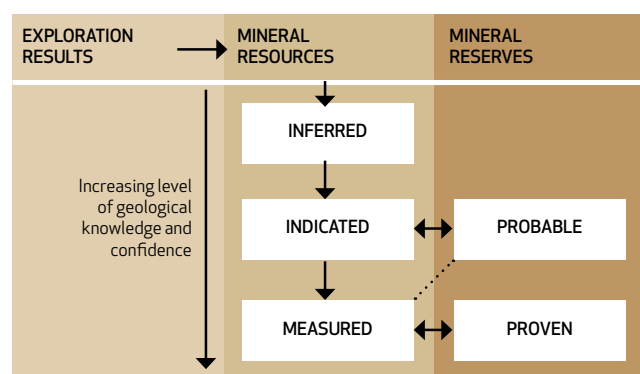 EXPLORATION
RESULTS
MINERAL
RESOURCES
MINERAL
RESERVES
INFERRED
Increasing level
of geological
knowledge and
confidence
INDICATED
PROBABLE
MEASURED
PROVEN